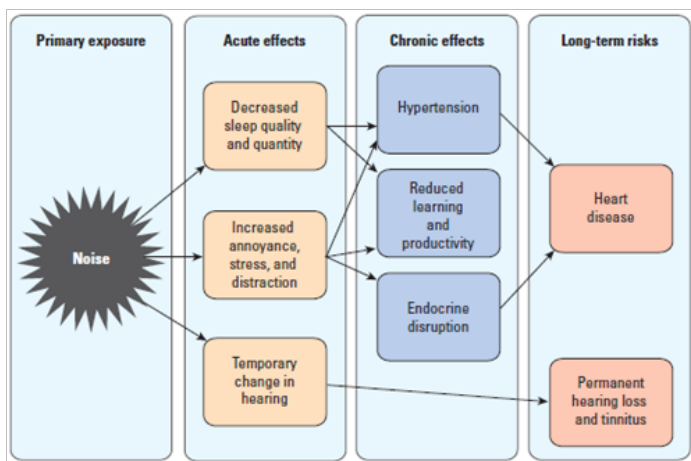 Primary exposure
Acute effects
Chronic effects
Long-term risks
Noise
Decreased
sleep quality
and quantity
Increased
annoyance,
stress, and
distraction
Temporary
change in
hearing
Hypertension
Reduced
learning
and
productivity
Endocrine
disruption
Heart
disease
Permanent
hearing loss
and tinnitus